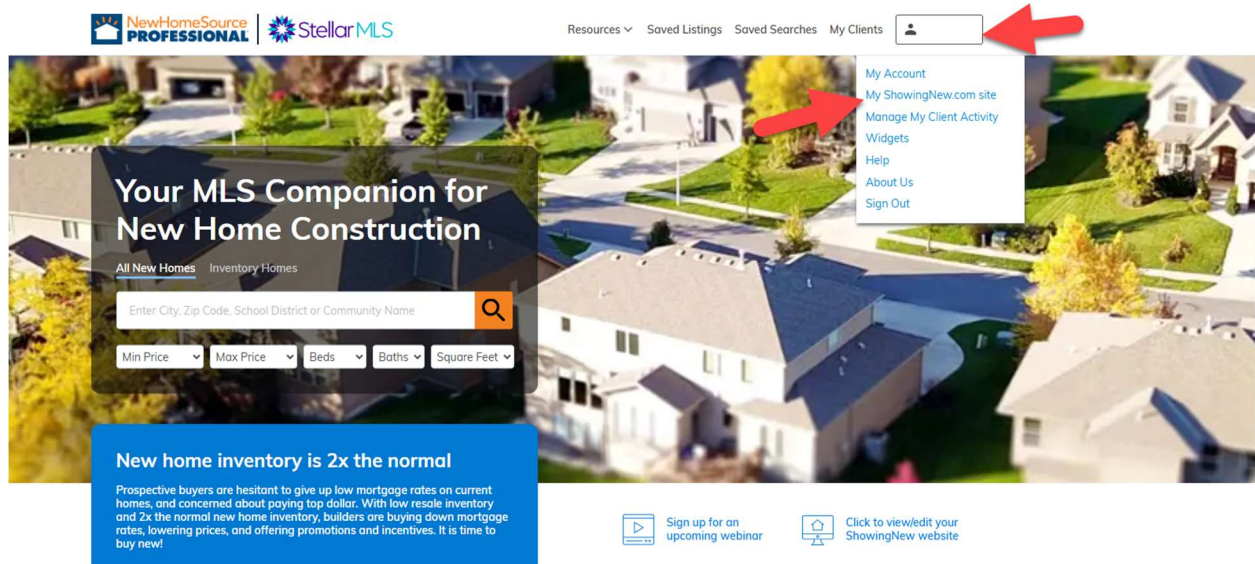 NewHomeSource
PROFESSIONAL
StellarMLS
Resources Saved Listings Saved Searches My Clients
My Account
My ShowingNew.com site
Manage My Client Activity
Widgets
Help
About Us
Sign Out
Your MLS Companion for
New Home Construction
All New Homes Inventory Homes
Enter City, Zip Code, School District or Community Name
Min Price Max Price Beds Baths Square Feet
New home inventory is 2x the normal
Prospective buyers are hesitant to give up low mortgage rates on current
homes, and concerned about paying top dollar. With low resale inventory
and 2x the normal new home inventory, builders are buying down mortgage
rates, lowering prices, and offering promotions and incentives. It is time to
buy new!
Sign up for an
upcoming webinar
Click to view/edit your
ShowingNew website